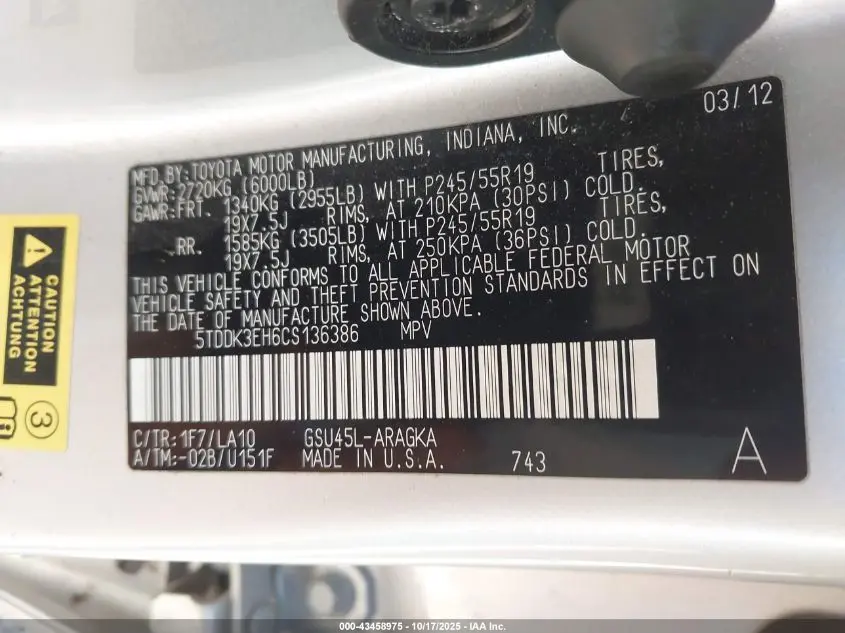 03/12
MFD.BY:TOYOTA MOTOR MANUFACTURING, INDIANA, INC.
GVWR:2720KG (6000LB)
GAWR:FRT. 1340KG (2955LB) WITH P245/55R19 TIRES,
19X7.5J RIMS, AT 210KPA (30PSI) COLD.
RR. 1585KG (3505LB) WITH P245/55R19 TIRES,
19X7.5J RIMS, AT 250KPA (36PSI) COLD.
THIS VEHICLE CONFORMS TO ALL APPLICABLE FEDERAL MOTOR
VEHICLE SAFETY AND THEFT PREVENTION STANDARDS IN EFFECT ON
THE DATE OF MANUFACTURE SHOWN ABOVE.
5TDDK3EH6CS136386 MPV
C/TR:1F7/LA10 GSU45L-ARAGKA
A/TM:-02B/U151F MADE IN U.S.A. 743 A
CAUTION
ATTENTION
ACHTUNG
3
000-43458975 - 10/17/2025 - IAA Inc.